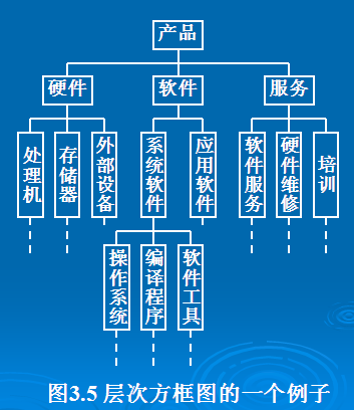 产品
硬件
软件
服务
处理机
存储器
外部设备
系统软件
应用软件
软件服务
硬件维修
培训
操作系统
编译程序
软件工具
图3.5 层次方框图的一个例子